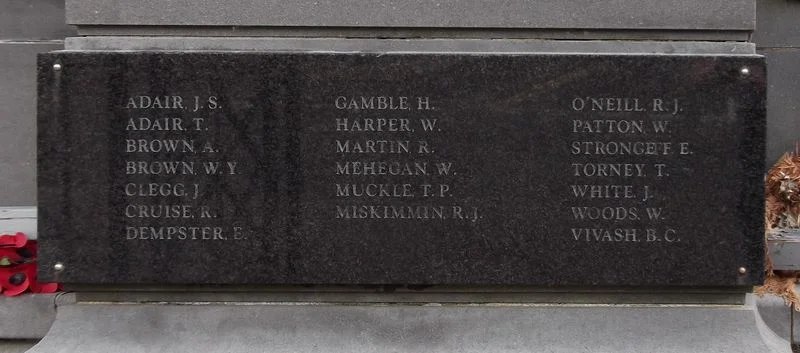 ADAIR, J. S.
ADAIR, T.
BROWN, A.
BROWN, W. Y
CLEGG, J.
CRUISE, R.
DEMPSTER, E.
GAMBLE, H.
HARPER, W.
MARTIN, R.
MEHEGAN, W.
MUCKLE, T. P.
MISKIMMIN, R. J.
O'NEILL, R. J.
PATTON, W.
STRONGE, F. E.
TORNEY, T.
WHITE, J.
WOODS, W.
VIVASH, B. C.